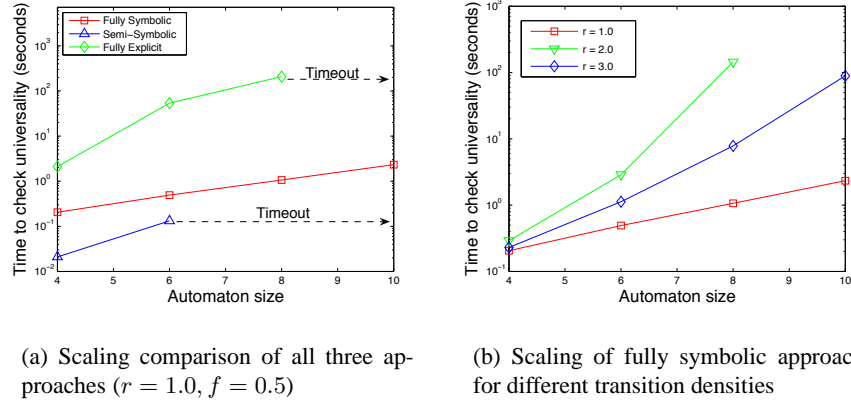 Time to check universality (seconds)
10^3
10^2
10^1
10^0
10^−1
10^−2
Fully Symbolic
Semi−Symbolic
Fully Explicit
Timeout
Timeout
4 5 6 7 8 9 10
Automaton size
(a) Scaling comparison of all three ap-
proaches (r = 1.0, f = 0.5)
Time to check universality (seconds)
10^3
10^2
10^1
10^0
10^−1
r = 1.0
r = 2.0
r = 3.0
4 5 6 7 8 9 10
Automaton size
(b) Scaling of fully symbolic approac
for different transition densities